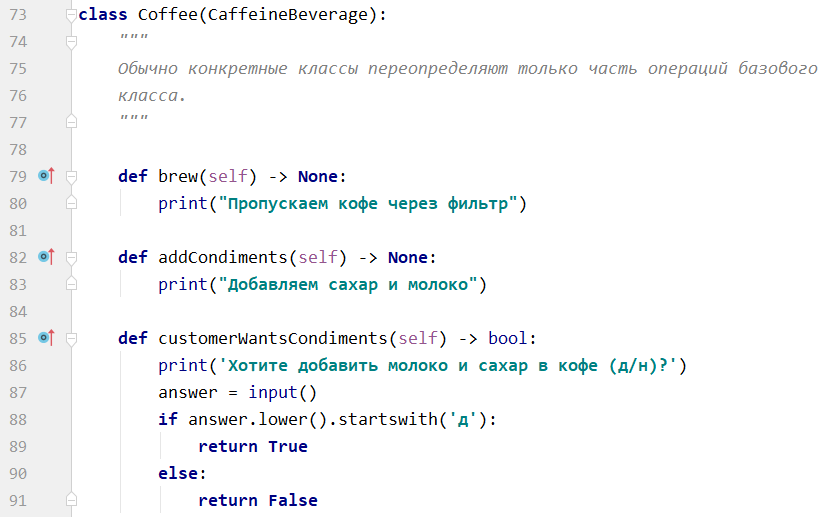 73 class Coffee(CaffeineBeverage):
74     """
75     Обычно конкретные классы переопределяют только часть операций базового
76     класса.
77     """
78
79     def brew(self) -> None:
80         print("Пропускаем кофе через фильтр")
81
82     def addCondiments(self) -> None:
83         print("Добавляем сахар и молоко")
84
85     def customerWantsCondiments(self) -> bool:
86         print('Хотите добавить молоко и сахар в кофе (д/н)?')
87         answer = input()
88         if answer.lower().startswith('д'):
89             return True
90         else:
91             return False